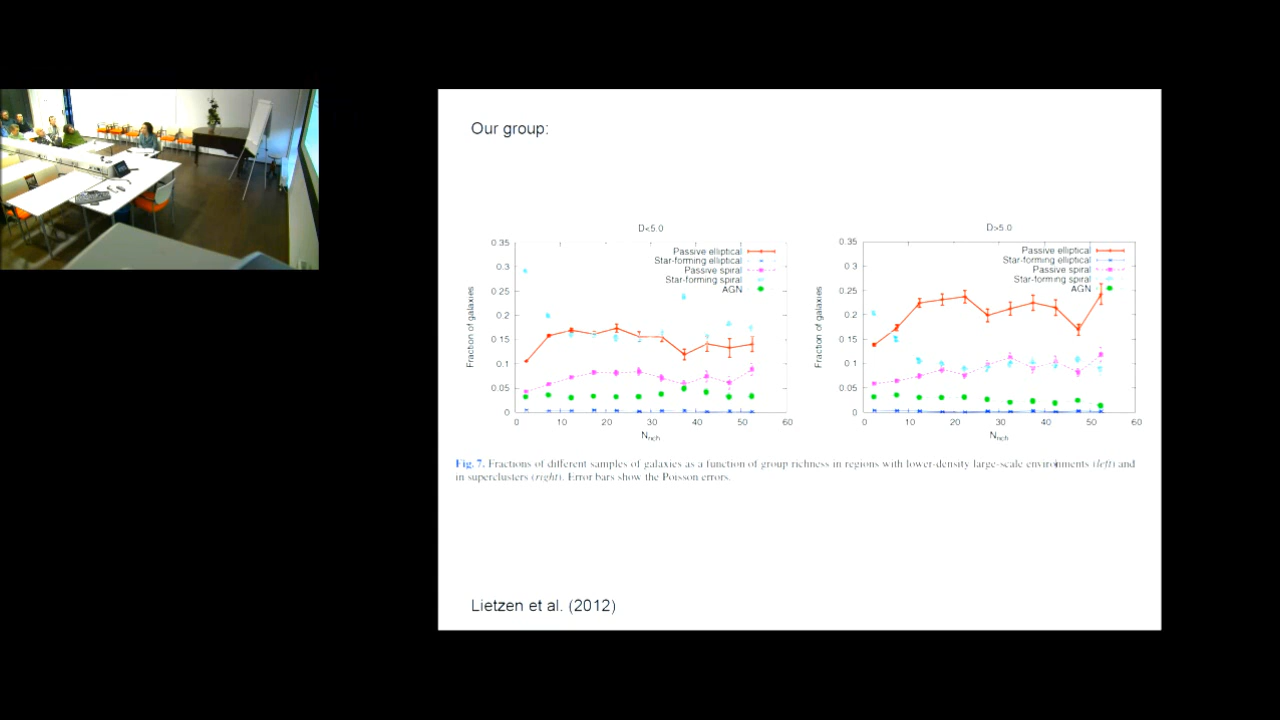 Our group:
D<5.0
Passive elliptical
Star-forming elliptical
Passive spiral
Star-forming spiral
AGN
0.35
0.3
0.25
0.2
0.15
0.1
0.05
0
Fraction of galaxies
0 10 20 30 40 50 60
Nrich
D>5.0
Passive elliptical
Star-forming elliptical
Passive spiral
Star-forming spiral
AGN
0.35
0.3
0.25
0.2
0.15
0.1
0.05
0
Fraction of galaxies
0 10 20 30 40 50 60
Nrich
Fig. 7. Fractions of different samples of galaxies as a function of group richness in regions with lower-density large-scale environments (left) and
in superclusters (right). Error bars show the Poisson errors.
Lietzen et al. (2012)